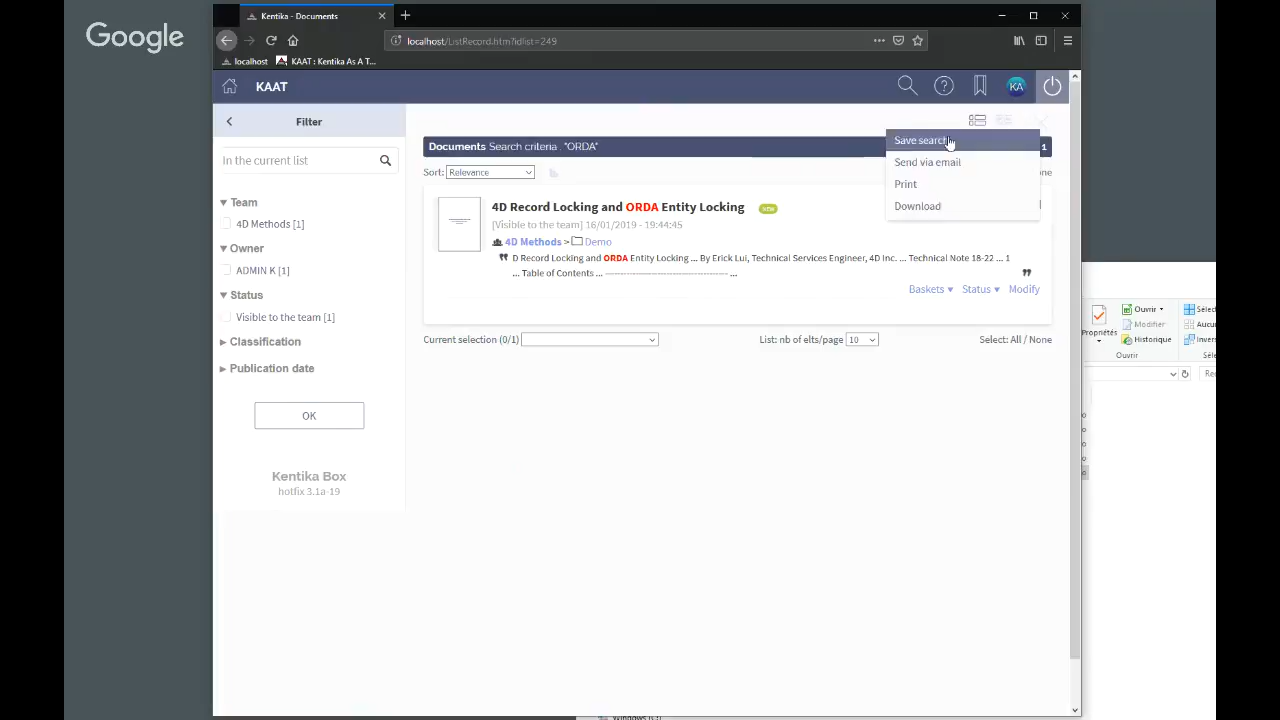 Google
Kentika - Documents
localhost/ListRecord.htm?idlist=249
localhost
KAAT : Kentika As A T...
KAAT
KA
Filter
In the current list
Team
4D Methods [1]
Owner
ADMIN K [1]
Status
Visible to the team [1]
Classification
Publication date
OK
Kentika Box
hotfix 3.1a-19
Documents Search criteria . "ORDA"
1
Save search
Send via email
Print
Download
Sort: Relevance
4D Record Locking and ORDA Entity Locking NEW
[Visible to the team] 16/01/2019 - 19:44:45
4D Methods > Demo
D Record Locking and ORDA Entity Locking ... By Erick Lui, Technical Services Engineer, 4D Inc. ... Technical Note 18-22 ... 1
... Table of Contents ... ---------------------------------------- ...
Baskets Status Modify
Current selection (0/1)
List: nb of elts/page 10
Select: All / None
Propriétés
Ouvrir
Modifier
Historique
Ouvrir